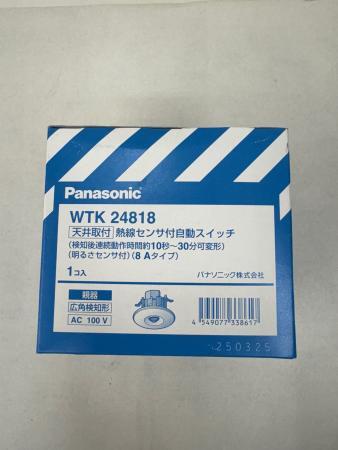 Panasonic
WTK 24818
天井取付 熱線センサ付自動スイッチ
(検知後連続動作時間約10秒～30分可変形)
(明るさセンサ付)(8 Aタイプ)
1コ入
パナソニック株式会社
親器
広角検知形
AC 100 V
4 549077 338617
250325